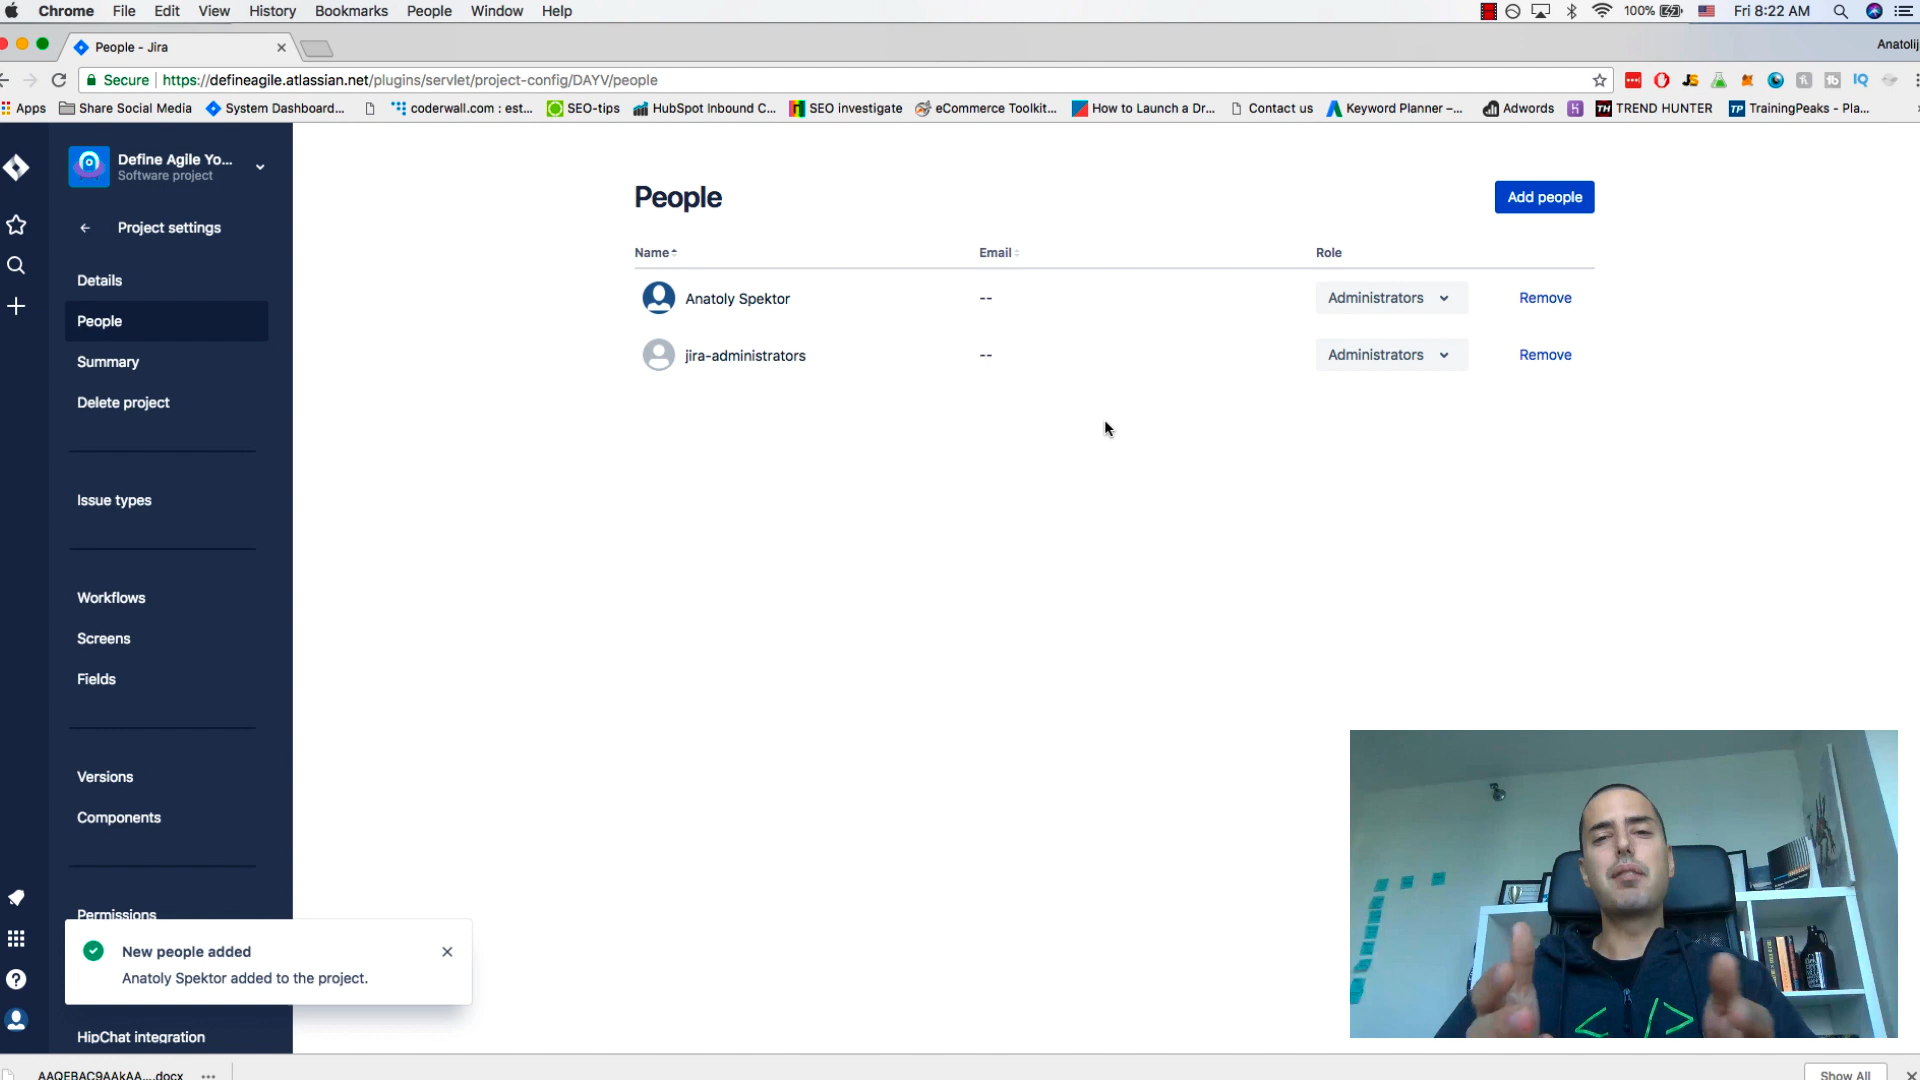 Chrome File Edit View History Bookmarks People Window Help
100% Fri 8:22 AM
People - Jira
Anatolij
Secure https://defineagile.atlassian.net/plugins/servlet/project-config/DAYV/people
Apps Share Social Media System Dashboard... coderwall.com : est... SEO-tips HubSpot Inbound C... SEO investigate eCommerce Toolkit... How to Launch a Dr... Contact us Keyword Planner –... Adwords TREND HUNTER TrainingPeaks - Pla...
Define Agile Yo...
Software project
Project settings
Details
People
Summary
Delete project
Issue types
Workflows
Screens
Fields
Versions
Components
Permissions
HipChat integration
People
Add people
Name Email Role
Anatoly Spektor -- Administrators Remove
jira-administrators -- Administrators Remove
New people added
Anatoly Spektor added to the project.
</>
AAQEBAC9AAkAA....docx
Show All